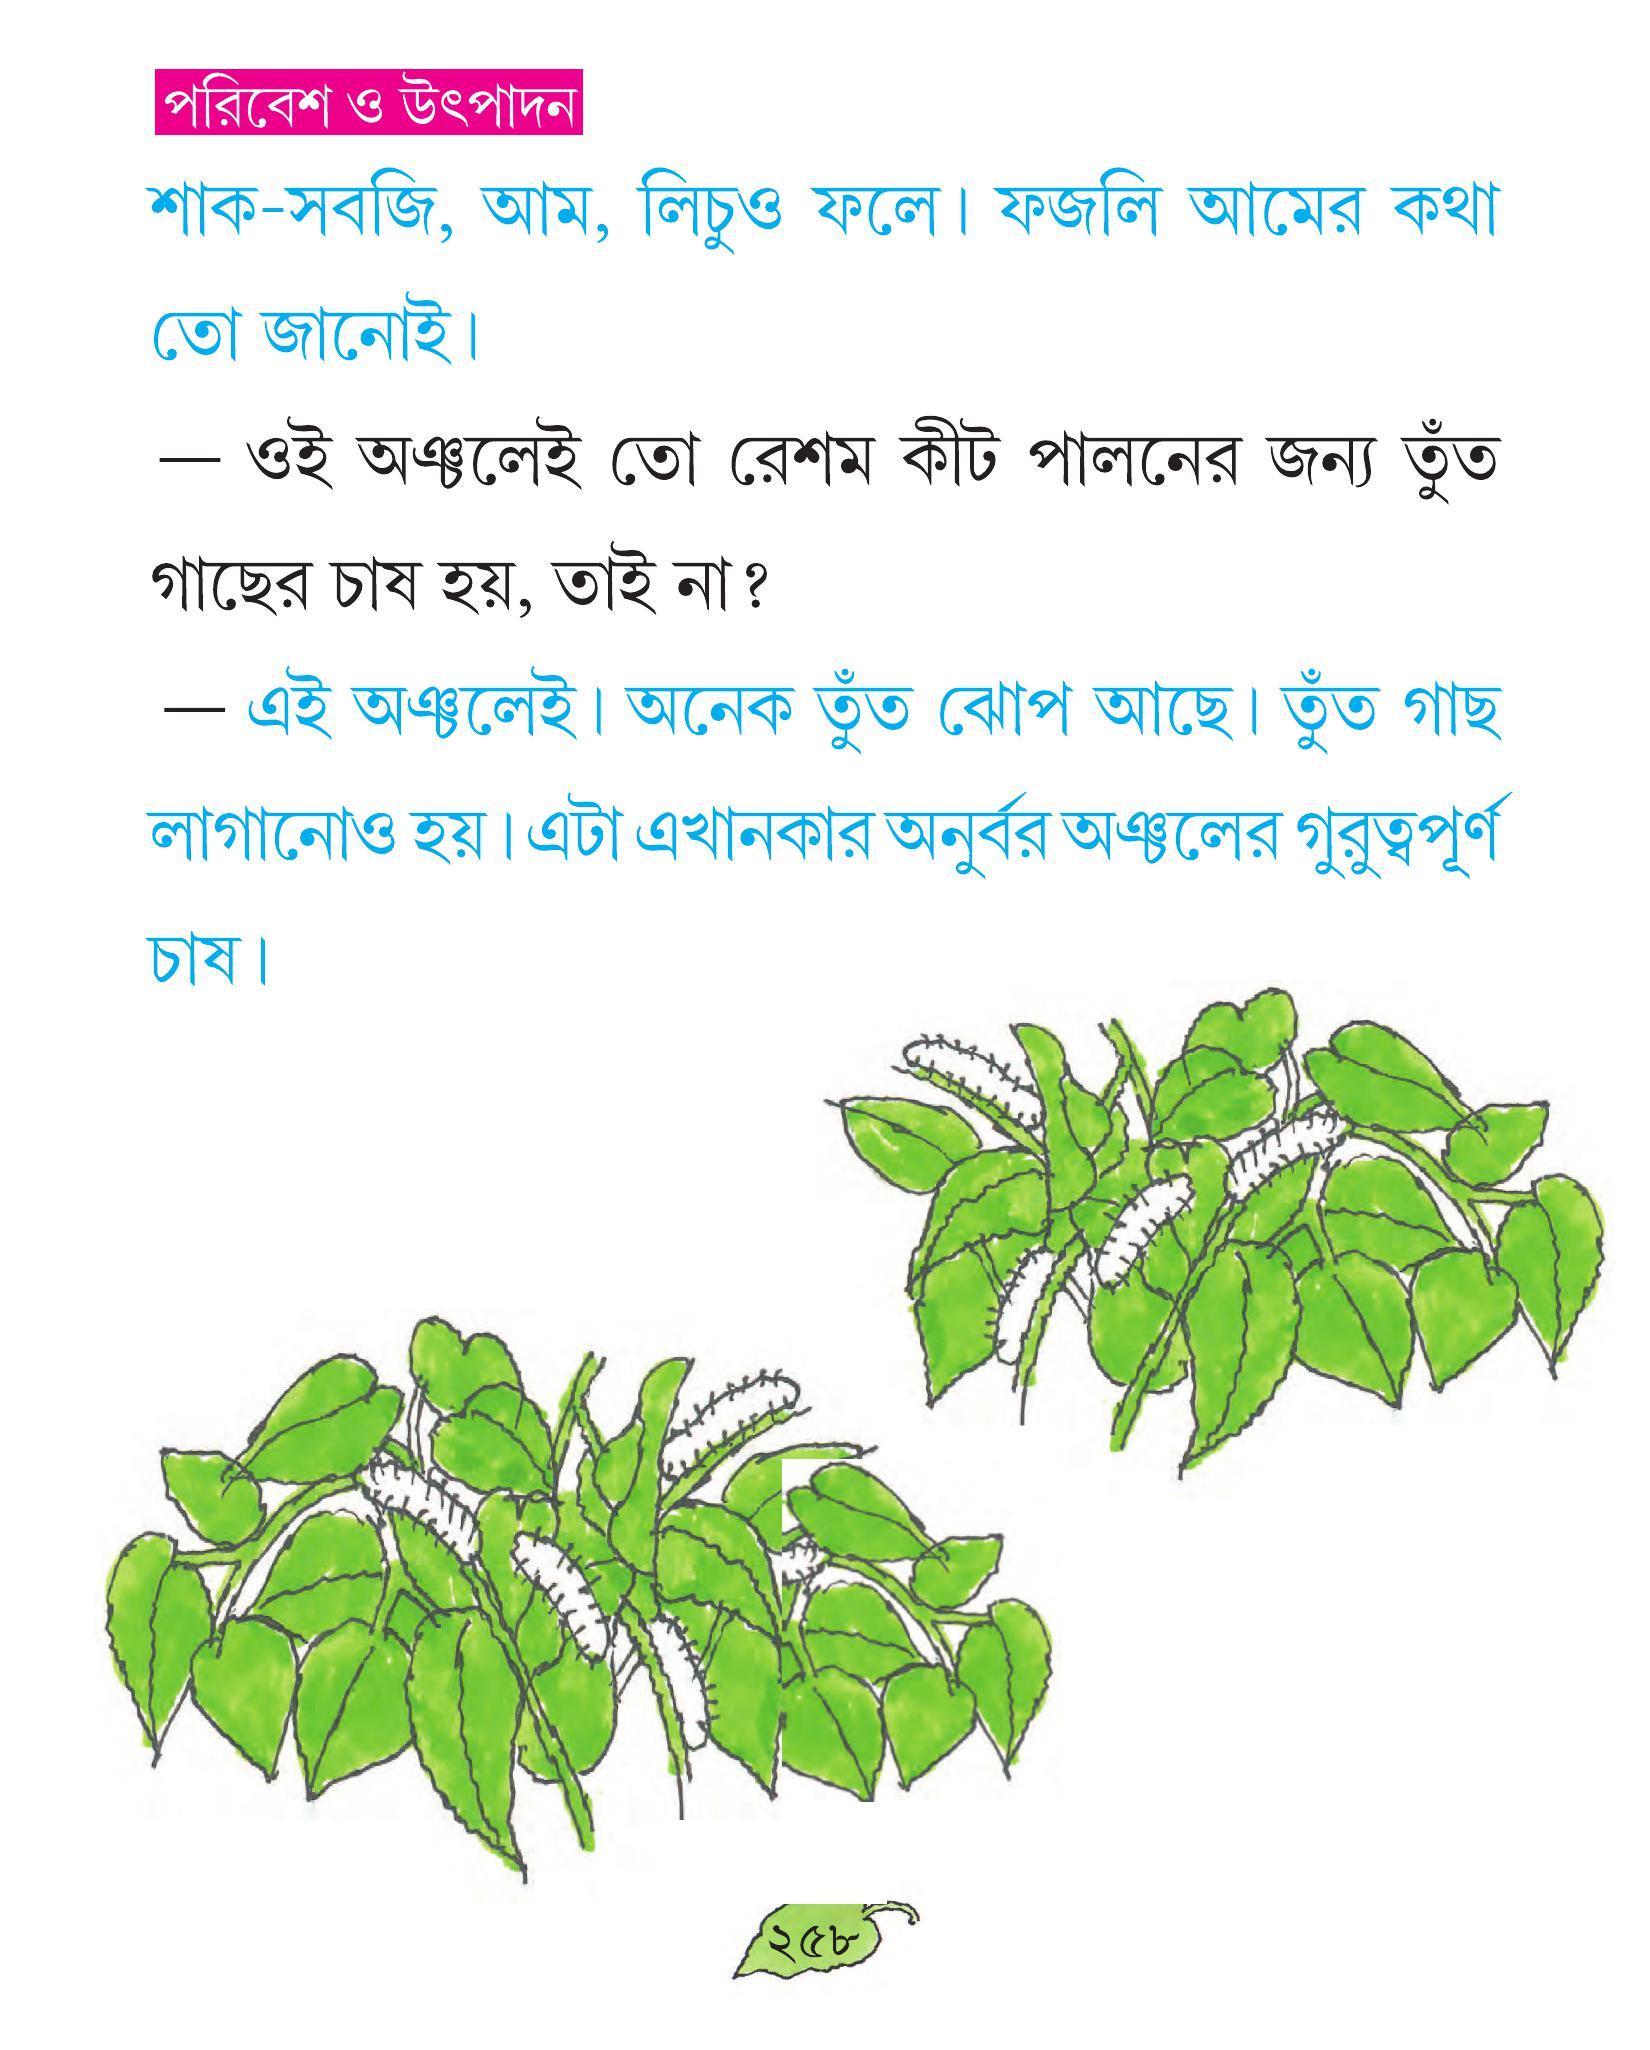 পরিবেশ ও উৎপাদন
শাক-সবজি, আম, লিচুও ফলে। ফজলি আমের কথা
তো জানোই।
— ওই অঞ্চলেই তো রেশম কীট পালনের জন্য তুঁত
গাছের চাষ হয়, তাই না?
— এই অঞ্চলেই। অনেক তুঁত ঝোপ আছে। তুঁত গাছ
লাগানোও হয়। এটা এখানকার অনুর্বর অঞ্চলের গুরুত্বপূর্ণ
চাষ।
২৫৮